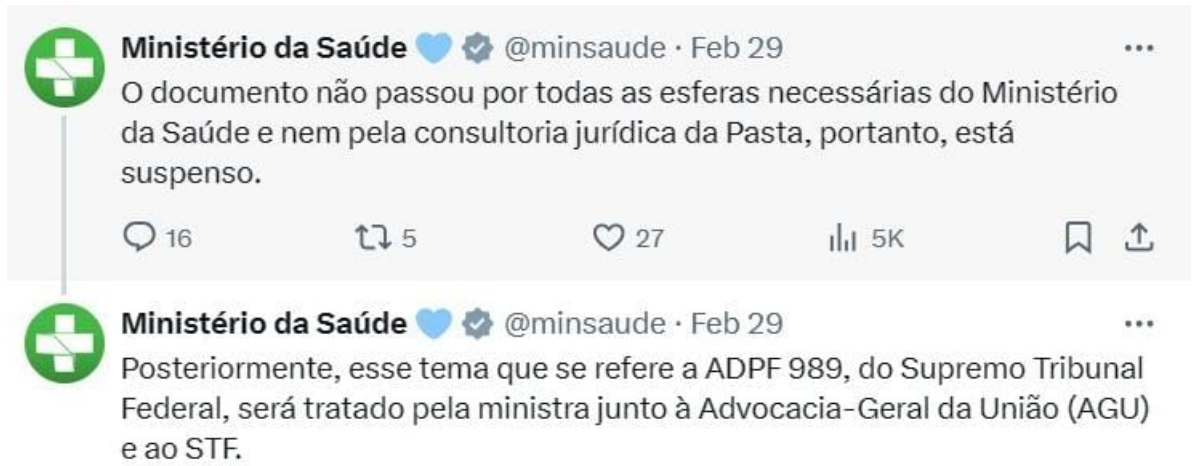 Ministério da Saúde 🩵 @minsaude · Feb 29 ...
O documento não passou por todas as esferas necessárias do Ministério
da Saúde e nem pela consultoria jurídica da Pasta, portanto, está
suspenso.
16 5 27 5K
Ministério da Saúde 🩵 @minsaude · Feb 29 ...
Posteriormente, esse tema que se refere a ADPF 989, do Supremo Tribunal
Federal, será tratado pela ministra junto à Advocacia-Geral da União (AGU)
e ao STF.